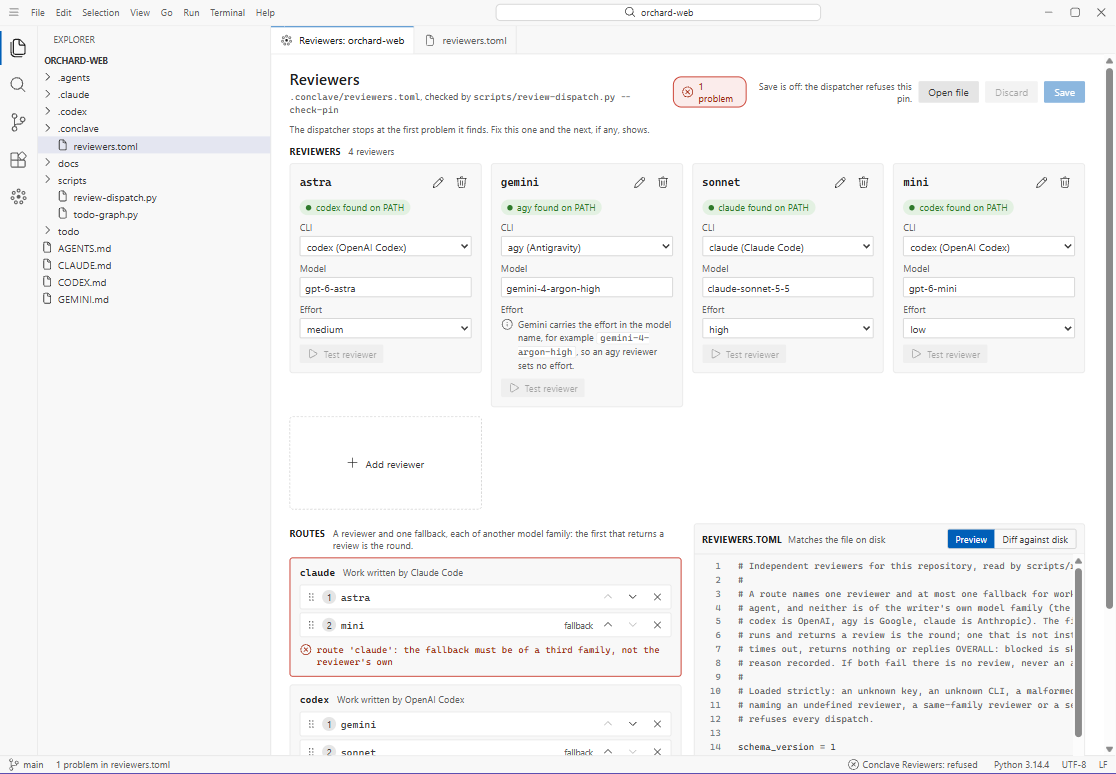 File Edit Selection View Go Run Terminal Help
orchard-web
EXPLORER
ORCHARD-WEB
.agents
.claude
.codex
.conclave
reviewers.toml
docs
scripts
review-dispatch.py
todo-graph.py
todo
AGENTS.md
CLAUDE.md
CODEX.md
GEMINI.md
Reviewers: orchard-web
reviewers.toml
Reviewers
.conclave/reviewers.toml, checked by scripts/review-dispatch.py --
check-pin
1
problem
Save is off: the dispatcher refuses this
pin.
Open file
Discard
Save
The dispatcher stops at the first problem it finds. Fix this one and the next, if any, shows.
REVIEWERS 4 reviewers
astra
codex found on PATH
CLI
codex (OpenAI Codex)
Model
gpt-6-astra
Effort
medium
Test reviewer
gemini
agy found on PATH
CLI
agy (Antigravity)
Model
gemini-4-argon-high
Effort
Gemini carries the effort in the model
name, for example gemini-4-
argon-high , so an agy reviewer
sets no effort.
Test reviewer
sonnet
claude found on PATH
CLI
claude (Claude Code)
Model
claude-sonnet-5-5
Effort
high
Test reviewer
mini
codex found on PATH
CLI
codex (OpenAI Codex)
Model
gpt-6-mini
Effort
low
Test reviewer
Add reviewer
ROUTES A reviewer and one fallback, each of another model family: the first that returns a
review is the round.
claude Work written by Claude Code
1 astra
2 mini fallback
route 'claude': the fallback must be of a third family, not the
reviewer's own
codex Work written by OpenAI Codex
1 gemini
2 sonnet fallback
REVIEWERS.TOML Matches the file on disk
Preview
Diff against disk
1 # Independent reviewers for this repository, read by scripts/
2 #
3 # A route names one reviewer and at most one fallback for
4 # agent, and neither is of the writer's own model family (the
5 # codex is OpenAI, agy is Google, claude is Anthropic). The
6 # runs and returns a review is the round; one that is not
7 # times out, returns nothing or replies OVERALL: blocked is
8 # reason recorded. If both fail there is no review, never an
9 #
10 # Loaded strictly: an unknown key, an unknown CLI, a malformed
11 # naming an undefined reviewer, a same-family reviewer or a
12 # refuses every dispatch.
13
14 schema_version = 1
main
1 problem in reviewers.toml
Conclave Reviewers: refused
Python 3.14.4
UTF-8
LF